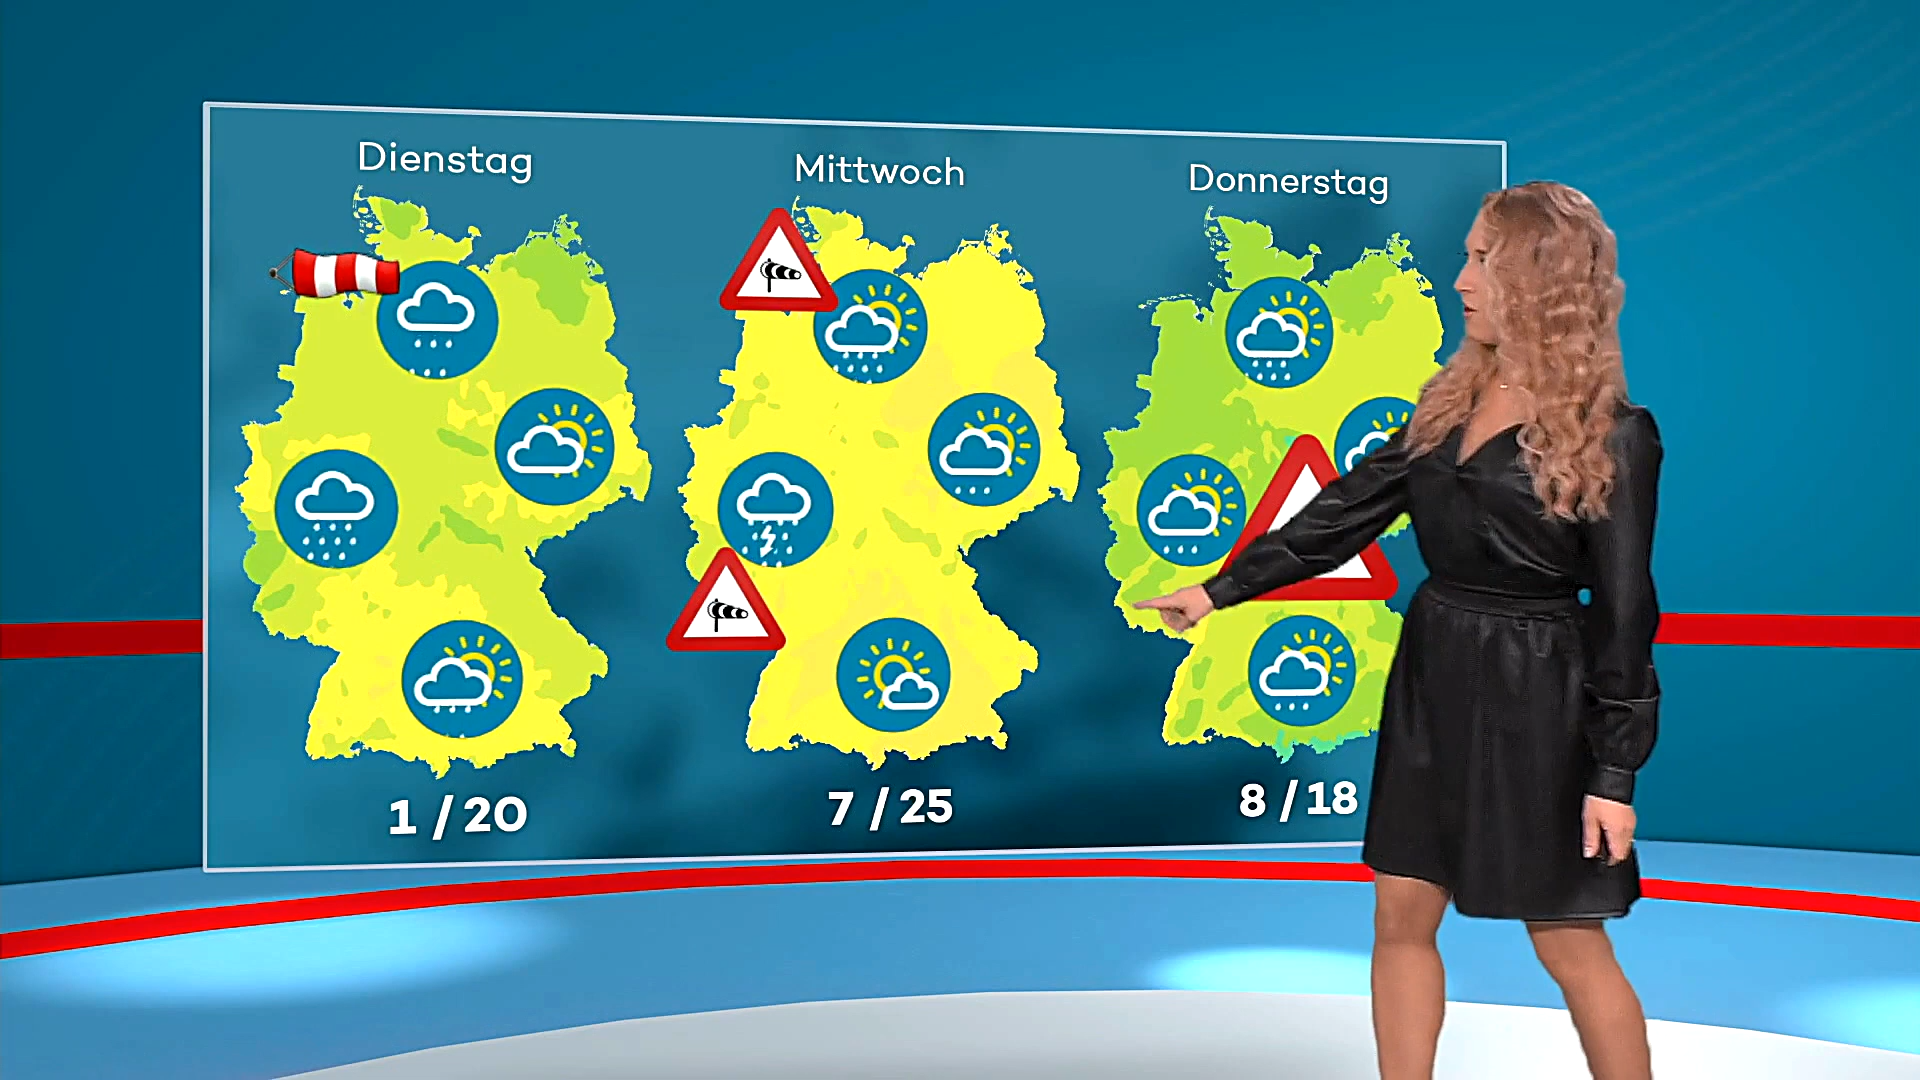 Dienstag
Mittwoch
Donnerstag
1 / 20
7 / 25
8 / 18